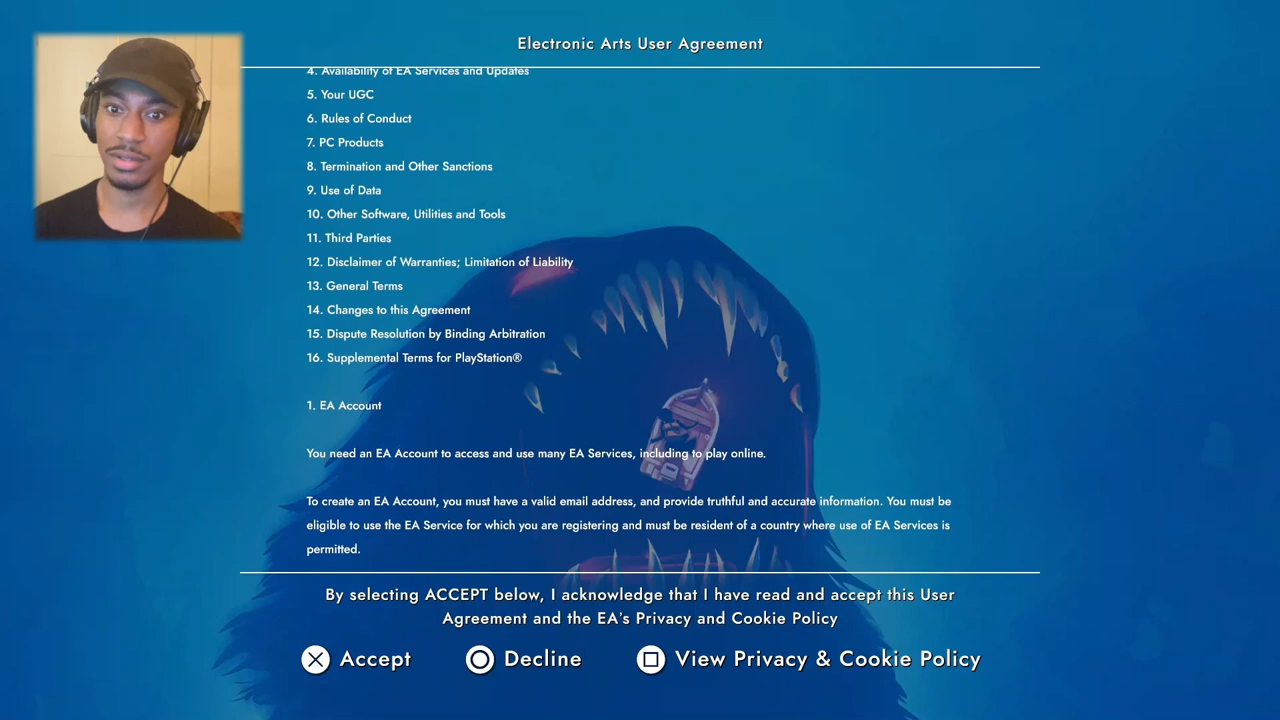 Electronic Arts User Agreement
4. Availability of EA Services and Updates
5. Your UGC
6. Rules of Conduct
7. PC Products
8. Termination and Other Sanctions
9. Use of Data
10. Other Software, Utilities and Tools
11. Third Parties
12. Disclaimer of Warranties; Limitation of Liability
13. General Terms
14. Changes to this Agreement
15. Dispute Resolution by Binding Arbitration
16. Supplemental Terms for PlayStation®
1. EA Account
You need an EA Account to access and use many EA Services, including to play online.
To create an EA Account, you must have a valid email address, and provide truthful and accurate information. You must be
eligible to use the EA Service for which you are registering and must be resident of a country where use of EA Services is
permitted.
By selecting ACCEPT below, I acknowledge that I have read and accept this User
Agreement and the EA's Privacy and Cookie Policy
Accept Decline View Privacy & Cookie Policy